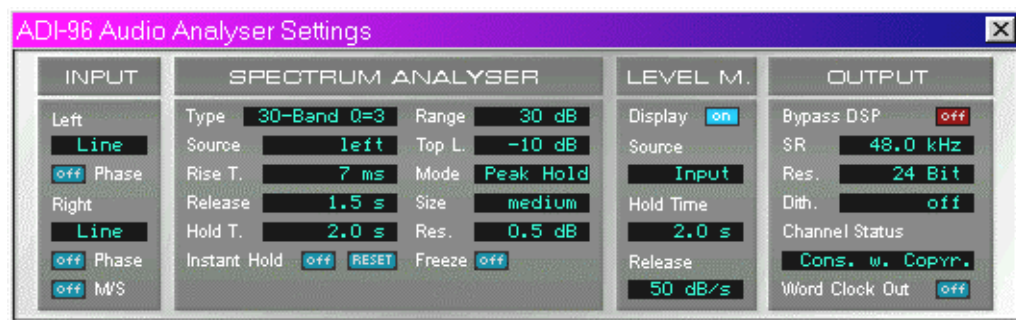 ADI-96 Audio Analyser Settings
INPUT
Left
Line
off Phase
Right
Line
off Phase
off M/S
SPECTRUM ANALYSER
Type 30-Band Q=3
Source left
Rise T. 7 ms
Release 1.5 s
Hold T. 2.0 s
Instant Hold off RESET
Range 30 dB
Top L. -10 dB
Mode Peak Hold
Size medium
Res. 0.5 dB
Freeze off
LEVEL M.
Display on
Source
Input
Hold Time
2.0 s
Release
50 dB/s
OUTPUT
Bypass DSP off
SR 48.0 kHz
Res. 24 Bit
Dith. off
Channel Status
Cons. w. Copyr.
Word Clock Out off